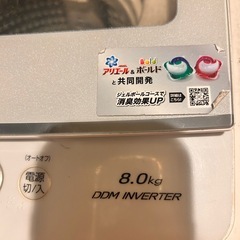 アリエール & ボールド
と共同開発
ジェルボールコースで
消臭効果UP
(オートオフ)
電源
切/入
8.0kg
DDM INVERTER